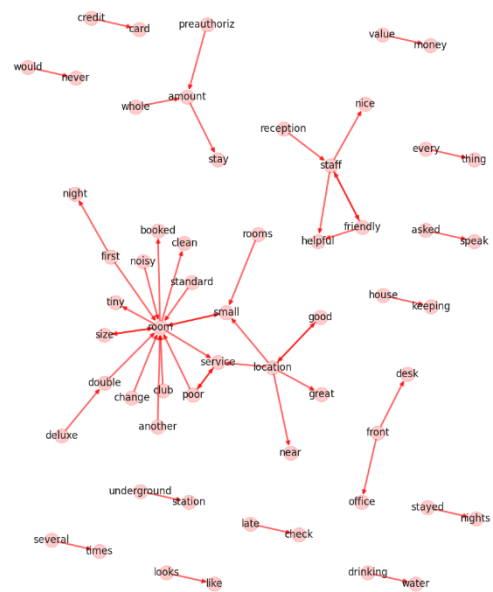 credit
preauthoriz
card
value
money
would
never
whole
amount
nice
reception
stay
staff
every
thing
night
booked
rooms
helpful
friendly
asked
speak
clean
first
noisy
standard
house
keeping
tiny
small
good
size
room
service
location
desk
double
change
club
poor
great
deluxe
another
front
near
underground
station
office
stayed
nights
late
check
several
times
looks
like
drinking
water